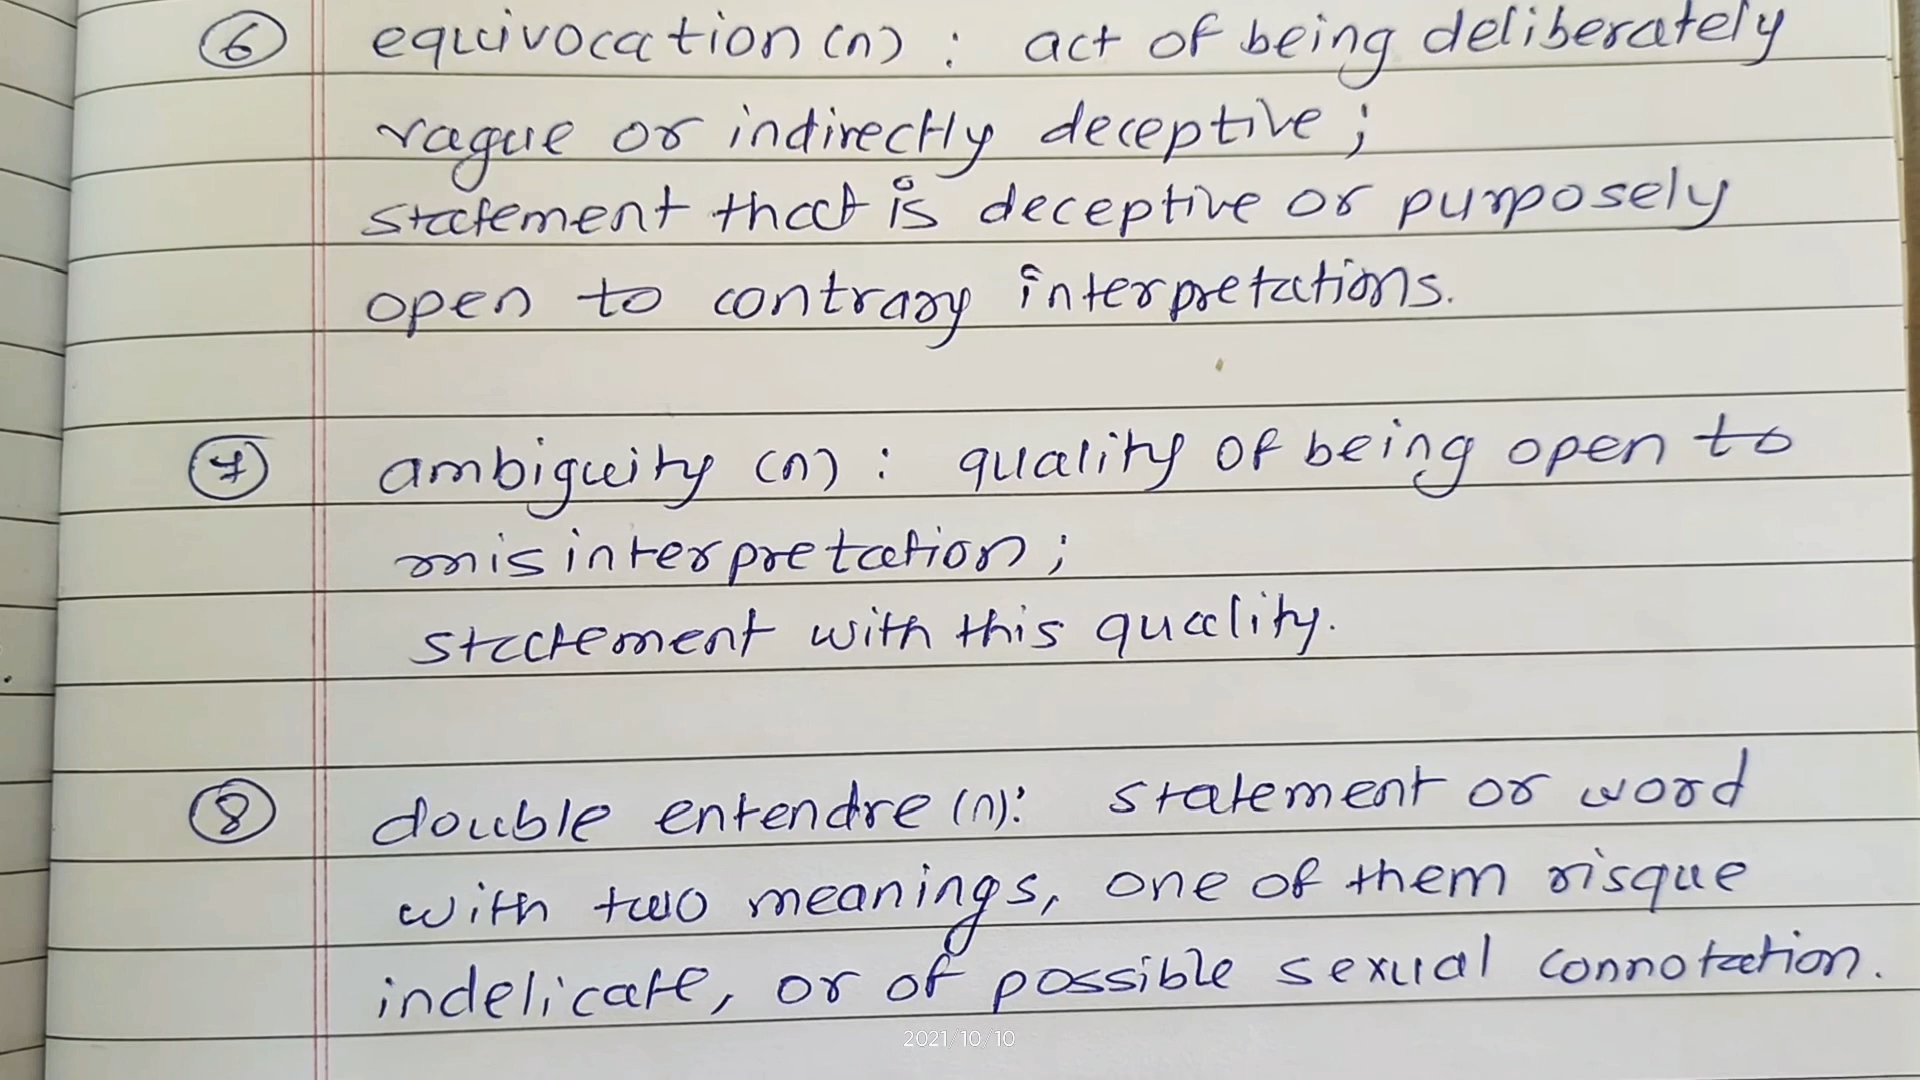 6 equivocation (n) : act of being deliberately
vague or indirectly deceptive ;
statement that is deceptive or purposely
open to contrary interpretations.
7 ambiguity (n) : quality of being open to
misinterpretation ;
statement with this quality.
8 double entendre (n): statement or word
with two meanings, one of them risque
indelicate, or of possible sexual connotation.
2021/10/10